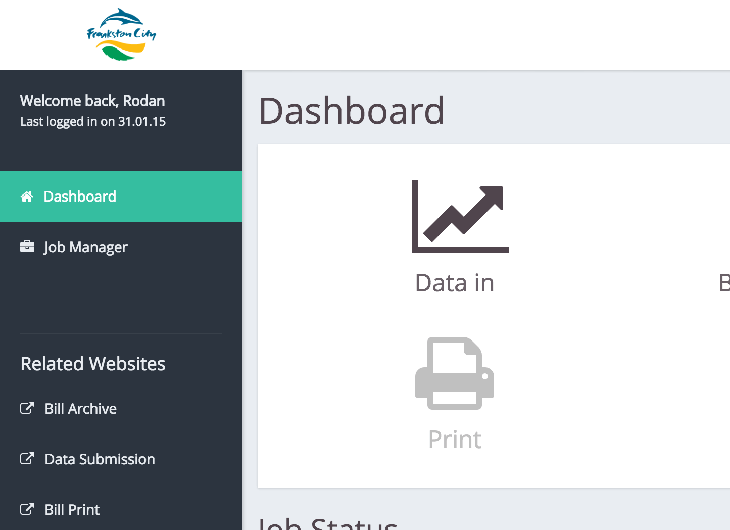 Frankston City
Welcome back, Rodan
Last logged in on 31.01.15
Dashboard
Job Manager
Related Websites
Bill Archive
Data Submission
Bill Print
Dashboard
Data in
B
Print
Job Status